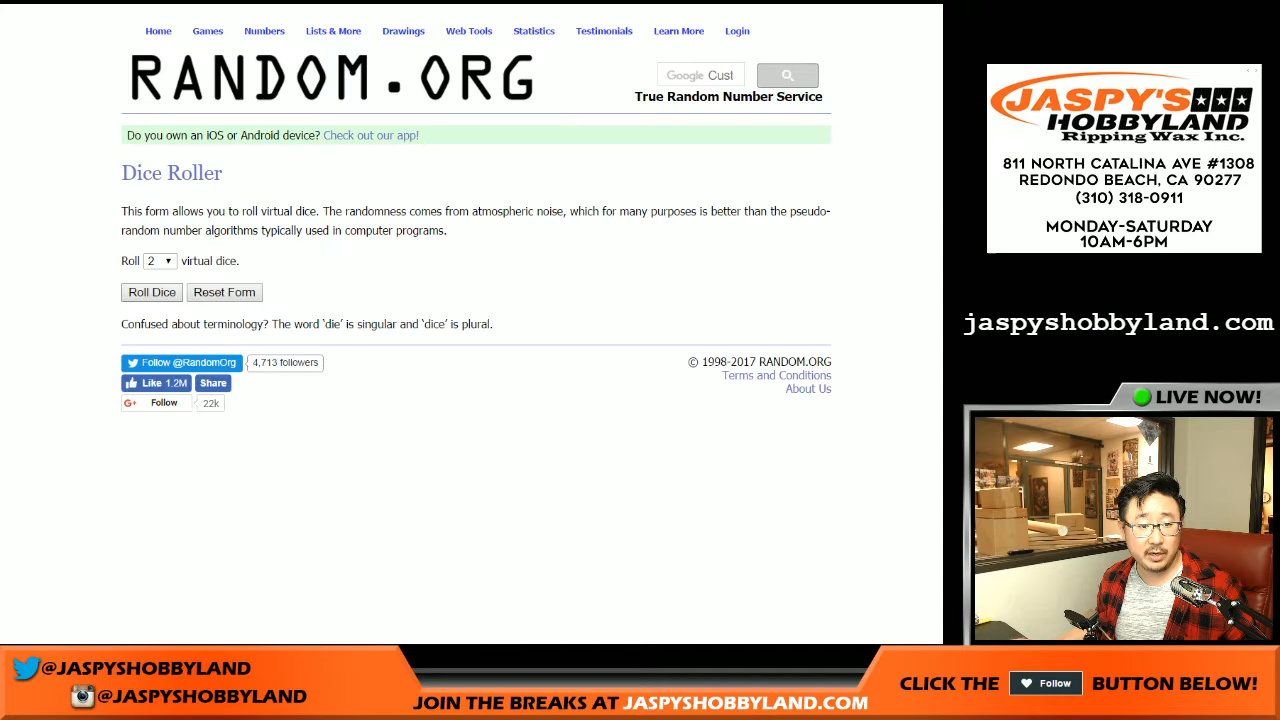 Home Games Numbers Lists & More Drawings Web Tools Statistics Testimonials Learn More Login
RANDOM.ORG
Google Cust
True Random Number Service
Do you own an iOS or Android device? Check out our app!
Dice Roller
This form allows you to roll virtual dice. The randomness comes from atmospheric noise, which for many purposes is better than the pseudo-
random number algorithms typically used in computer programs.
Roll 2 virtual dice.
Roll Dice Reset Form
Confused about terminology? The word ‘die’ is singular and ‘dice’ is plural.
Follow @RandomOrg 4,713 followers
Like 1.2M Share
G+ Follow 22k
© 1998-2017 RANDOM.ORG
Terms and Conditions
About Us
JASPY'S
HOBBYLAND
Ripping Wax Inc.
811 NORTH CATALINA AVE #1308
REDONDO BEACH, CA 90277
(310) 318-0911
MONDAY-SATURDAY
10AM-6PM
jaspyshobbyland.com
LIVE NOW!
@JASPYSHOBBYLAND
@JASPYSHOBBYLAND
JOIN THE BREAKS AT JASPYSHOBBYLAND.COM
CLICK THE Follow BUTTON BELOW!